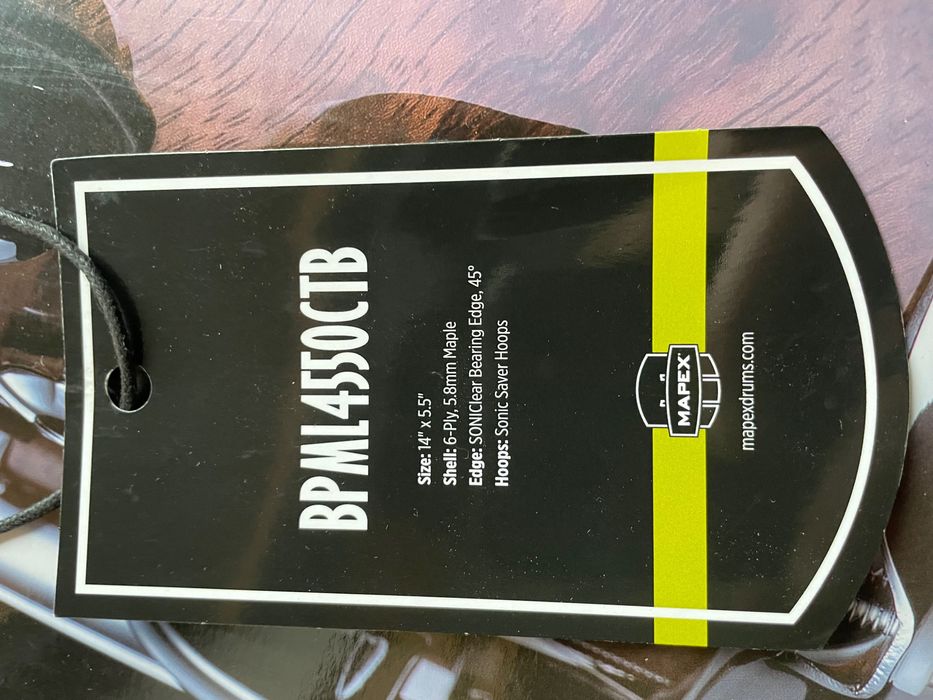 BPML4550CTB
Size: 14" x 5.5"
Shell: 6-Ply, 5.8mm Maple
Edge: SONIClear Bearing Edge, 45°
Hoops: Sonic Saver Hoops
MAPEX®
mapexdrums.com